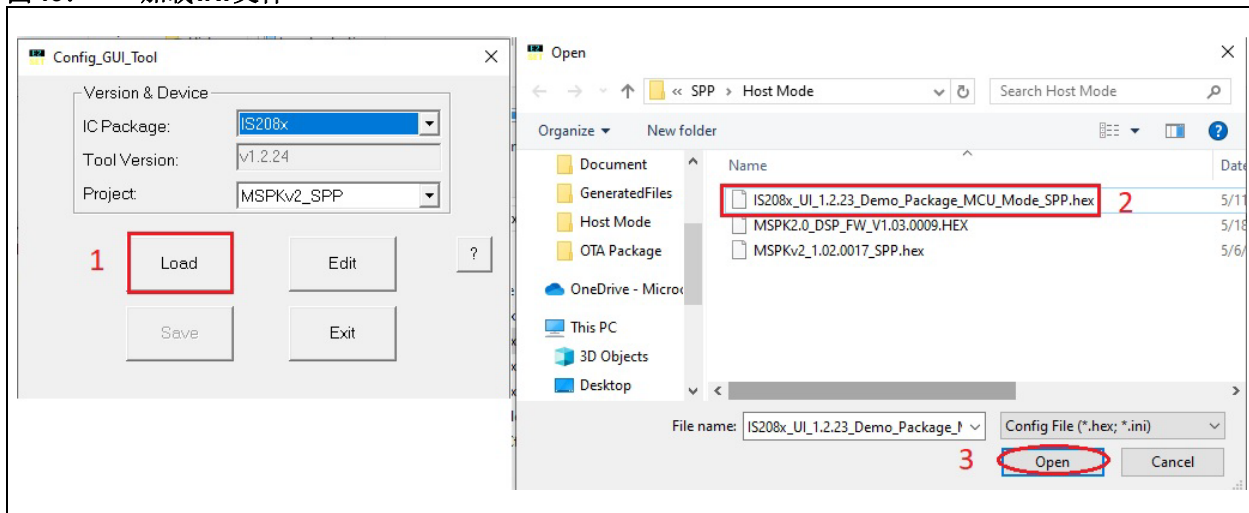 Config_GUI_Tool
Version & Device
IC Package:
IS208x
Tool Version:
v1.2.24
Project:
MSPKv2_SPP
1
Load
Edit
?
Save
Exit
Open
« SPP › Host Mode
Search Host Mode
Organize
New folder
?
Document
GeneratedFiles
Host Mode
OTA Package
OneDrive - Micro
This PC
3D Objects
Desktop
Name
Date
IS208x_UI_1.2.23_Demo_Package_MCU_Mode_SPP.hex
2
5/11
MSPK2.0_DSP_FW_V1.03.0009.HEX
5/18
MSPKv2_1.02.0017_SPP.hex
5/6/
File name:
IS208x_UI_1.2.23_Demo_Package_M
Config File (*.hex; *.ini)
3
Open
Cancel